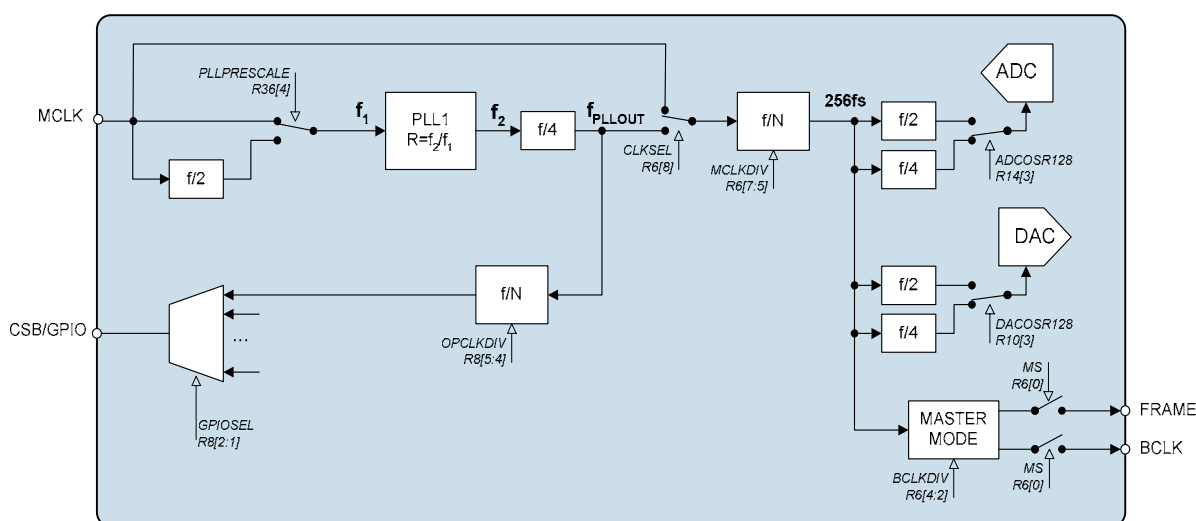 PLLPRESCALE
R36[4]
MCLK
f1
PLL1
R=f2/f1
f2
f/4
fPLLOUT
f/2
CLKSEL
R6[8]
f/N
MCLKDIV
R6[7:5]
256fs
f/2
f/4
ADC
ADCOSR128
R14[3]
DAC
f/2
f/4
DACOSR128
R10[3]
CSB/GPIO
...
GPIOSEL
R8[2:1]
f/N
OPCLKDIV
R8[5:4]
MASTER
MODE
BCLKDIV
R6[4:2]
MS
R6[0]
FRAME
BCLK
MS
R6[0]